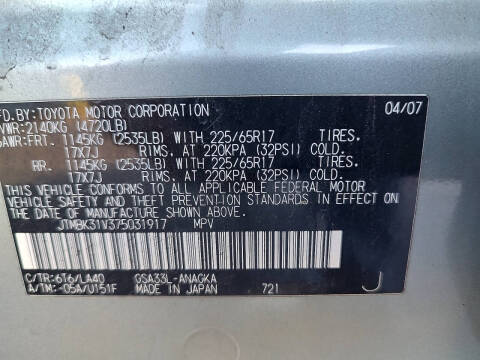 MFD.BY:TOYOTA MOTOR CORPORATION 04/07
GVWR:2140KG (4720LB)
GAWR:FRT. 1145KG (2535LB) WITH 225/65R17 TIRES.
17X7J RIMS, AT 220KPA (32PSI) COLD.
RR. 1145KG (2535LB) WITH 225/65R17 TIRES.
17X7J RIMS, AT 220KPA (32PSI) COLD.
THIS VEHICLE CONFORMS TO ALL APPLICABLE FEDERAL MOTOR
VEHICLE SAFETY AND THEFT PREVENTION STANDARDS IN EFFECT
ON THE DATE OF MANUFACTURE SHOWN ABOVE.
JTMBK31V375031917 MPV
C/TR:6T6/LA40 GSA33L-ANAGKA
A/TM:-05A/U151F MADE IN JAPAN 721 J